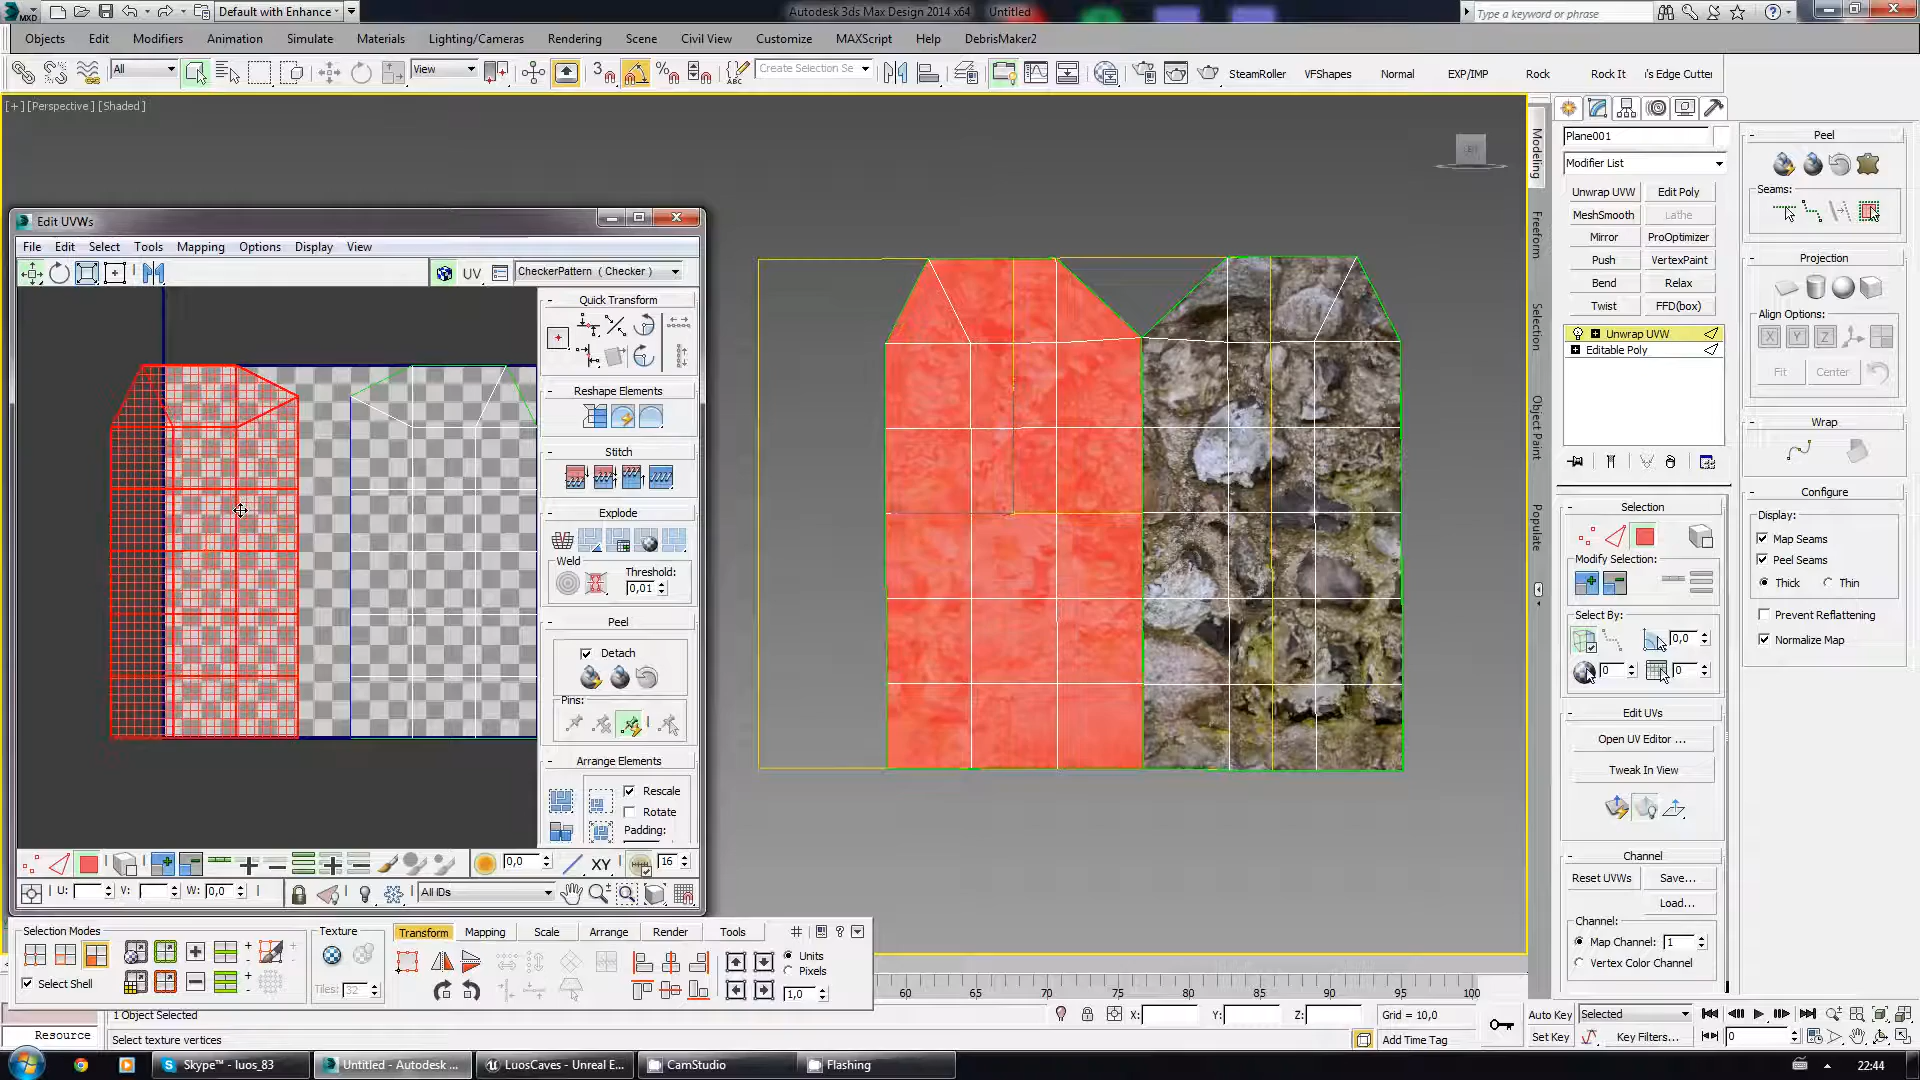 MXD
Default with Enhance
Autodesk 3ds Max Design 2014 x64
Untitled
Type a keyword or phrase
Objects
Edit
Modifiers
Animation
Simulate
Materials
Lighting/Cameras
Rendering
Scene
Civil View
Customize
MAXScript
Help
DebrisMaker2
All
View
3
ABC
Create Selection Se
SteamRoller
VFShapes
Normal
EXP/IMP
Rock
Rock It
's Edge Cutter
[+][Perspective][Shaded]
Modeling
Freeform
Selection
Object Paint
Populate
Edit UVWs
File
Edit
Select
Tools
Mapping
Options
Display
View
UV
CheckerPattern ( Checker )
Quick Transform
Reshape Elements
Stitch
Explode
Weld
Threshold:
0,01
Peel
Detach
Pins:
Arrange Elements
Rescale
Rotate
Padding:
0,0
XY
16
U:
V:
W: 0,0
All IDs
Selection Modes
Select Shell
Texture
Tiles: 32
Transform
Mapping
Scale
Arrange
Render
Tools
Units
Pixels
1,0
Plane001
Modifier List
Unwrap UVW
Edit Poly
MeshSmooth
Lathe
Mirror
ProOptimizer
Push
VertexPaint
Bend
Relax
Twist
FFD(box)
Unwrap UVW
Editable Poly
Selection
Modify Selection:
Select By:
0,0
0
0
Edit UVs
Open UV Editor ...
Tweak In View
Channel
Reset UVWs
Save...
Load...
Channel:
Map Channel: 1
Vertex Color Channel
Peel
Seams:
Projection
Align Options:
X
Y
Z
Fit
Center
Wrap
Configure
Display:
Map Seams
Peel Seams
Thick
Thin
Prevent Reflattening
Normalize Map
60
65
70
75
80
85
90
95
100
Resource
1 Object Selected
Select texture vertices
X:
Y:
Z:
Grid = 10,0
Add Time Tag
Auto Key
Selected
Set Key
Key Filters...
0
Skype™ - luos_83
Untitled - Autodesk ...
LuosCaves - Unreal E...
CamStudio
Flashing
22:44